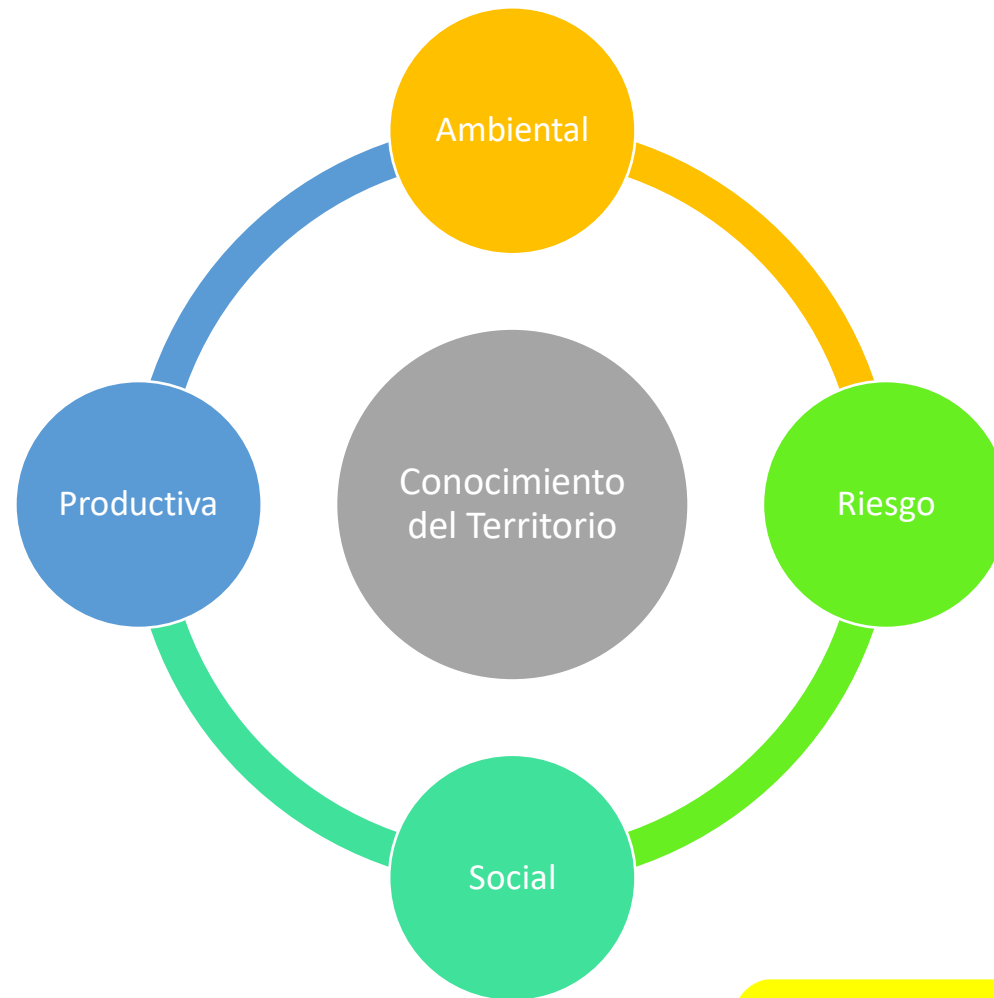 Ambiental
Productiva
Conocimiento
del Territorio
Riesgo
Social